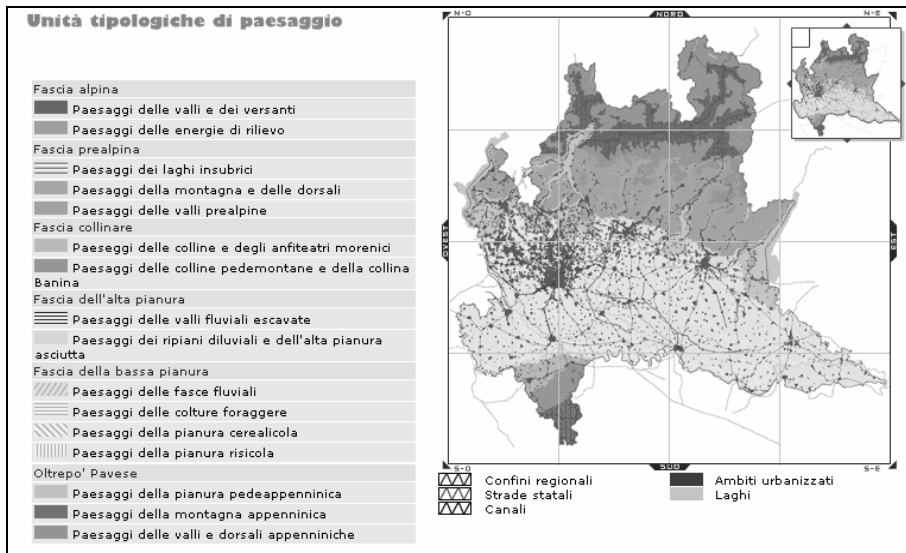 Unità tipologiche di paesaggio
Fascia alpina
Paesaggi delle valli e dei versanti
Paesaggi delle energie di rilievo
Fascia prealpina
Paesaggi dei laghi insubrici
Paesaggi della montagna e delle dorsali
Paesaggi delle valli prealpine
Fascia collinare
Paeseggi delle colline e degli anfiteatri morenici
Paesaggi delle colline pedemontane e della collina
Banina
Fascia dell'alta pianura
Paesaggi delle valli fluviali escavate
Paesaggi dei ripiani diluviali e dell'alta pianura
asciutta
Fascia della bassa pianura
Paesaggi delle fasce fluviali
Paesaggi delle colture foraggere
Paesaggi della pianura cerealicola
Paesaggi della pianura risicola
Oltrepo' Pavese
Paesaggi della pianura pedeappenninica
Paesaggi della montagna appenninica
Paesaggi delle valli e dorsali appenniniche
N-O
NORD
N-E
OVEST
EST
S-O
SUD
S-E
Confini regionali
Strade statali
Canali
Ambiti urbanizzati
Laghi